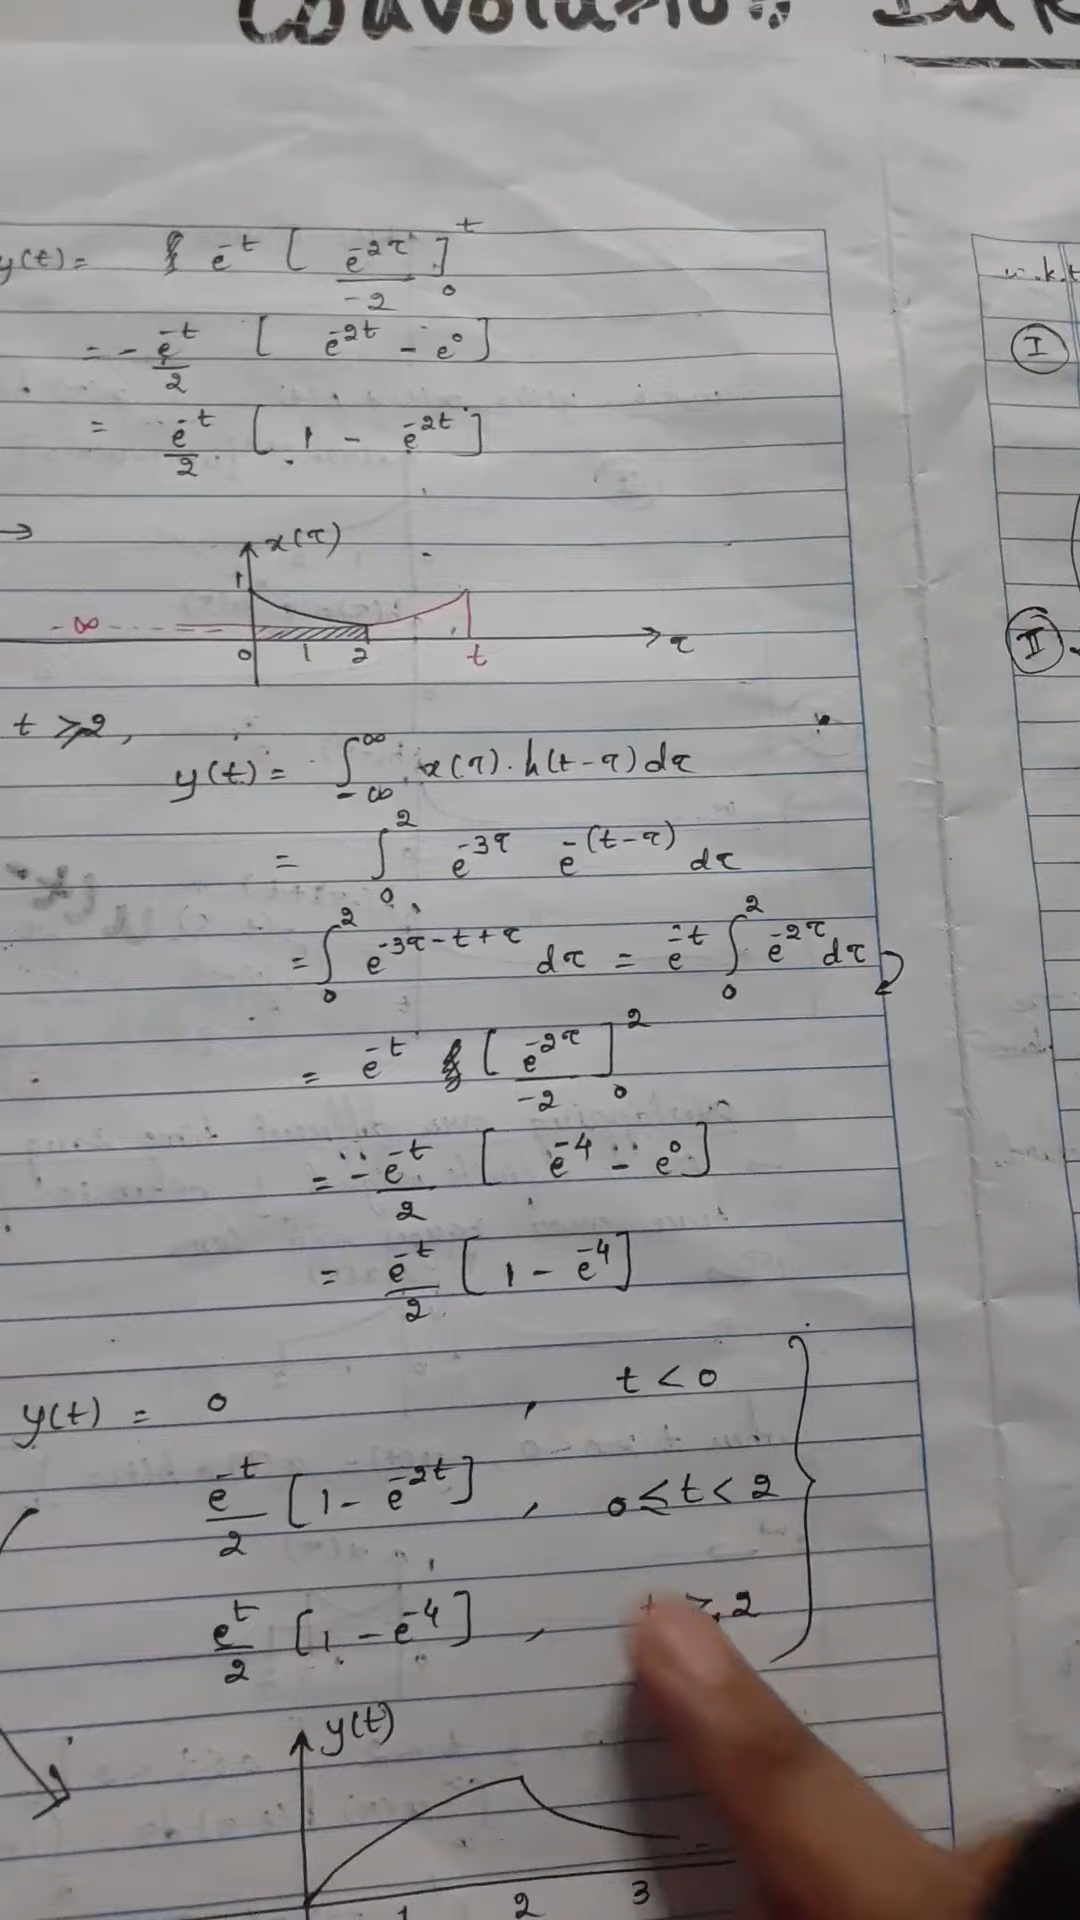 y(t) = e^{-t} [ e^{-2τ} / -2 ]_0^t
= - e^{-t} / 2 [ e^{-2t} - e^0 ]
= e^{-t} / 2 [ 1 - e^{-2t} ]
→
x(τ)
1
-∞
0 1 2 t τ
t ≥ 2,
y(t) = ∫_{-∞}^{∞} x(τ) . h(t-τ) dτ
= ∫_0^2 e^{-3τ} e^{-(t-τ)} dτ
= ∫_0^2 e^{-3τ-t+τ} dτ = e^{-t} ∫_0^2 e^{-2τ} dτ
= e^{-t} [ e^{-2τ} / -2 ]_0^2
= - e^{-t} / 2 [ e^{-4} - e^0 ]
= e^{-t} / 2 [ 1 - e^{-4} ]
y(t) = 0 , t < 0
e^{-t} / 2 [ 1 - e^{-2t} ] , 0 ≤ t < 2
e^{t} / 2 [ 1 - e^{-4} ] , t ≥ 2
y(t)
1 2 3
w.k.t
I
II